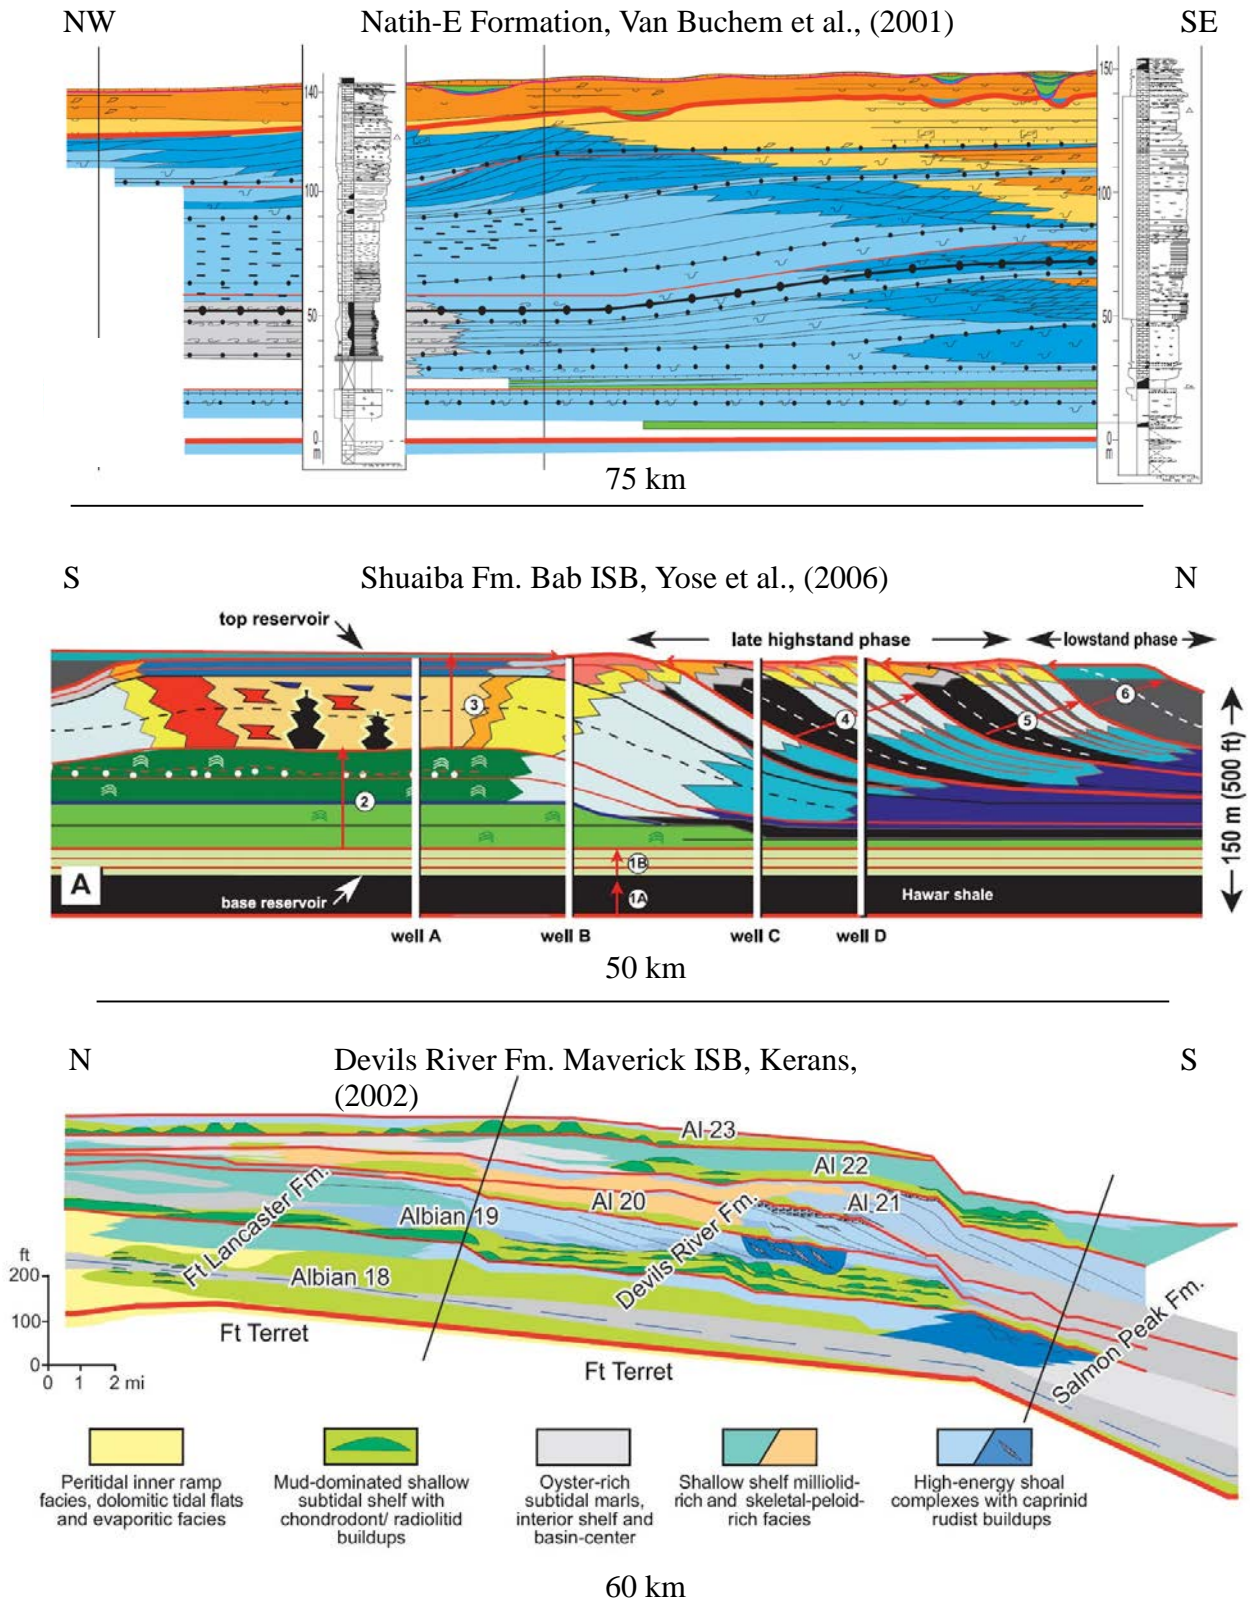 NW Natih-E Formation, Van Buchem et al., (2001) SE
140
100
50
0
m
150
100
50
0
m
75 km
S Shuaiba Fm. Bab ISB, Yose et al., (2006) N
top reservoir
late highstand phase
lowstand phase
3
4
5
6
2
1B
1A
A
base reservoir
Hawar shale
150 m (500 ft)
well A well B well C well D
50 km
N Devils River Fm. Maverick ISB, Kerans, S
(2002)
Al 23
Al 22
Al 21
Al 20
Albian 19
Albian 18
Ft Lancaster Fm.
Devils River Fm.
Salmon Peak Fm.
Ft Terret
Ft Terret
ft
200
100
0
0 1 2 mi
Peritidal inner ramp
facies, dolomitic tidal flats
and evaporitic facies
Mud-dominated shallow
subtidal shelf with
chondrodont/ radiolitid
buildups
Oyster-rich
subtidal marls,
interior shelf and
basin-center
Shallow shelf milliolid-
rich and skeletal-peloid-
rich facies
High-energy shoal
complexes with caprinid
rudist buildups
60 km